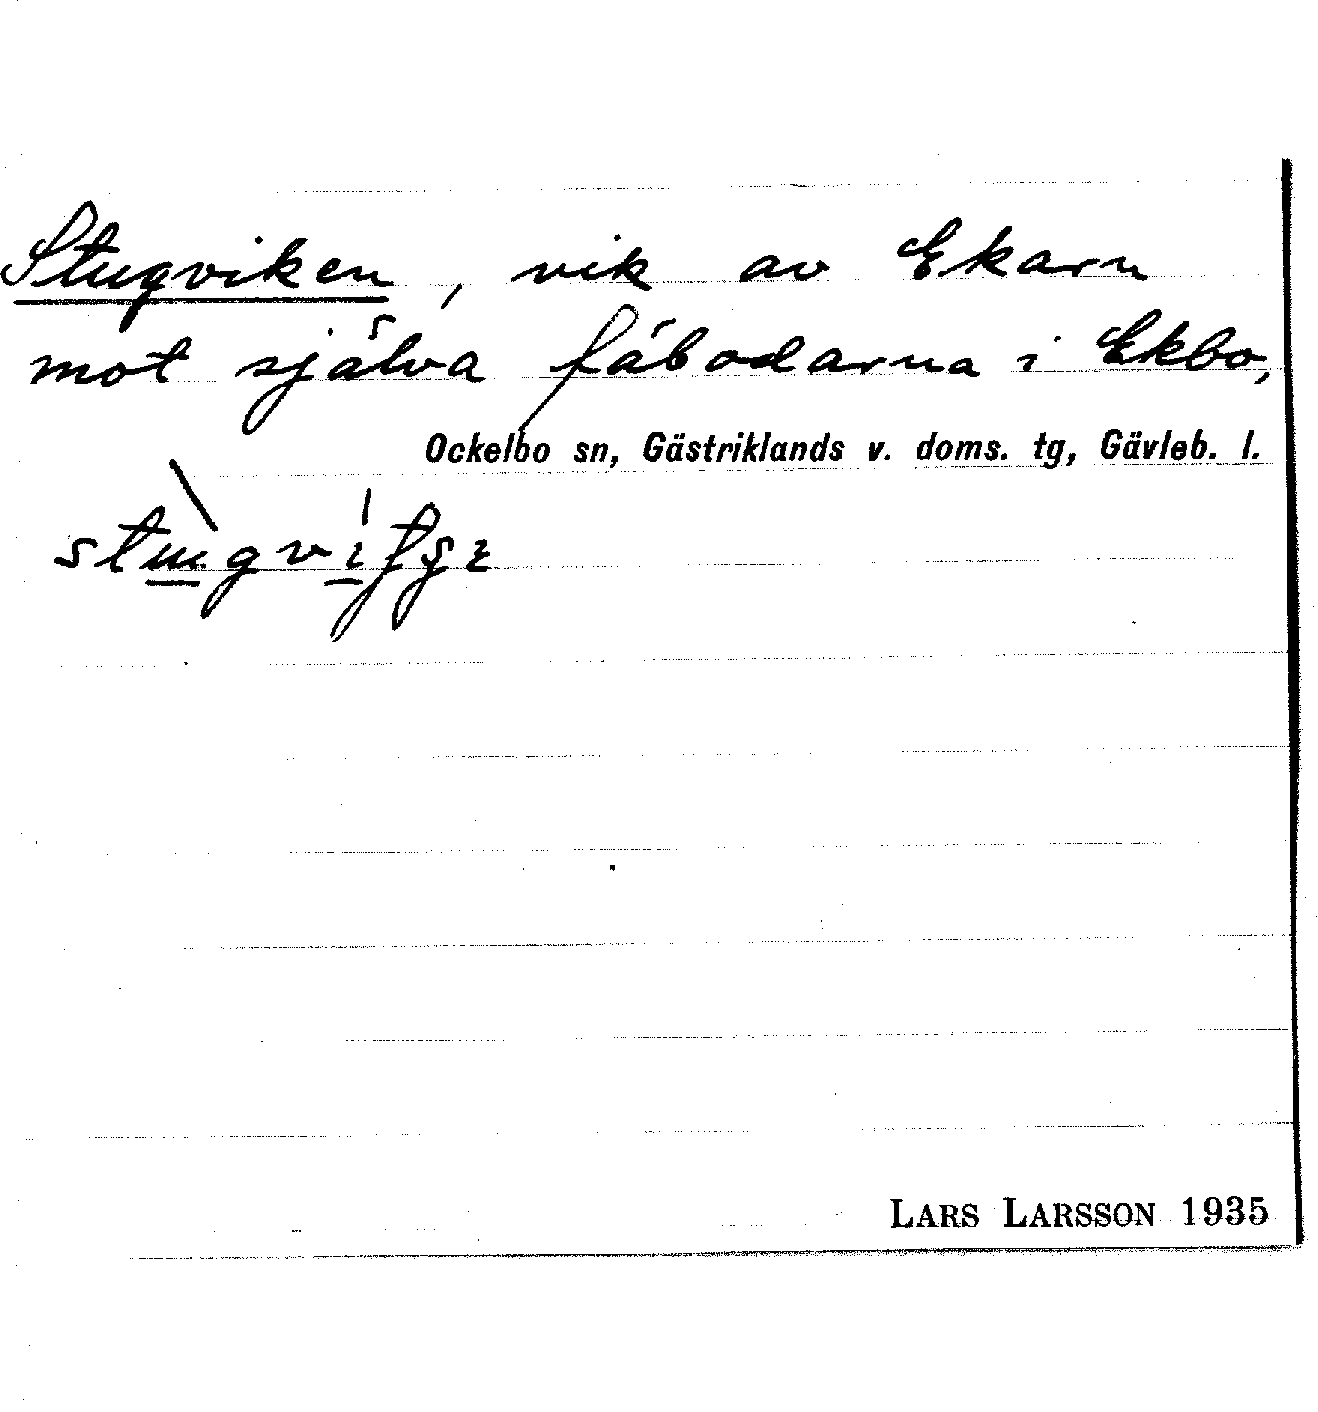 Stugviken, vik av Ekarn
mot själva fäbodarna i Ekbo,
Ockelbo sn, Gästriklands v. doms. tg, Gävleb. l.
LARS LARSSON 1935